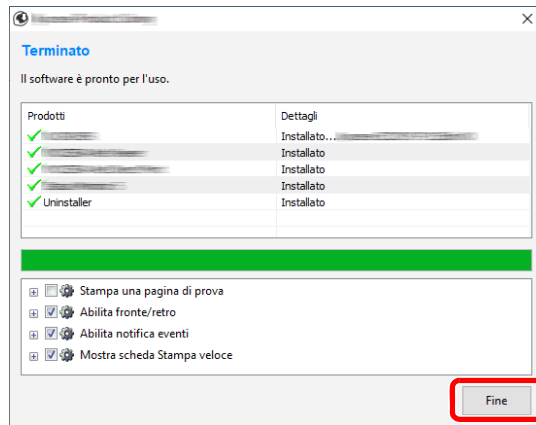 Terminato
Il software è pronto per l'uso.
Prodotti Dettagli
Installato...
Installato
Installato
Installato
Uninstaller Installato
Stampa una pagina di prova
Abilita fronte/retro
Abilita notifica eventi
Mostra scheda Stampa veloce
Fine